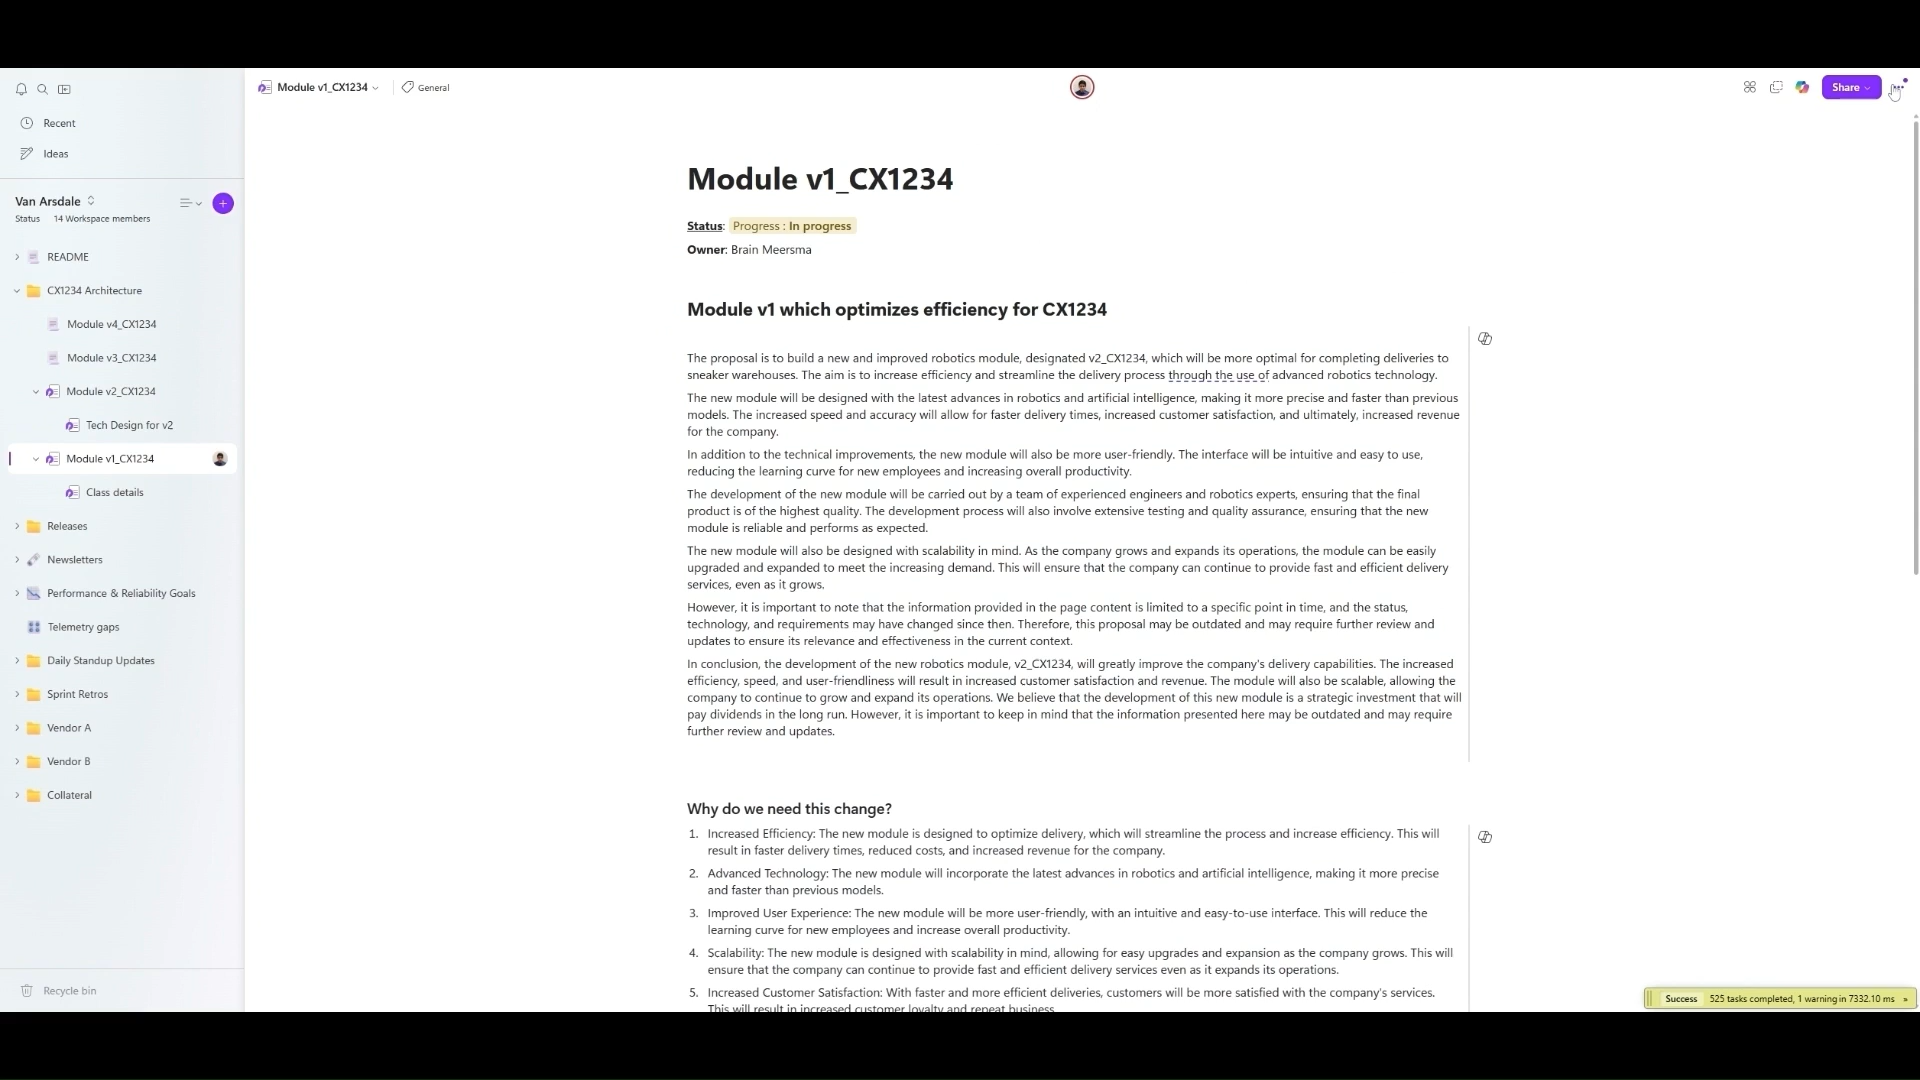 Module v1_CX1234
General
Share
Recent
Ideas
Van Arsdale
Status 14 Workspace members
README
CX1234 Architecture
Module v4_CX1234
Module v3_CX1234
Module v2_CX1234
Tech Design for v2
Module v1_CX1234
Class details
Releases
Newsletters
Performance & Reliability Goals
Telemetry gaps
Daily Standup Updates
Sprint Retros
Vendor A
Vendor B
Collateral
Recycle bin
Module v1_CX1234
Status: Progress : In progress
Owner: Brain Meersma
Module v1 which optimizes efficiency for CX1234
The proposal is to build a new and improved robotics module, designated v2_CX1234, which will be more optimal for completing deliveries to
sneaker warehouses. The aim is to increase efficiency and streamline the delivery process through the use of advanced robotics technology.
The new module will be designed with the latest advances in robotics and artificial intelligence, making it more precise and faster than previous
models. The increased speed and accuracy will allow for faster delivery times, increased customer satisfaction, and ultimately, increased revenue
for the company.
In addition to the technical improvements, the new module will also be more user-friendly. The interface will be intuitive and easy to use,
reducing the learning curve for new employees and increasing overall productivity.
The development of the new module will be carried out by a team of experienced engineers and robotics experts, ensuring that the final
product is of the highest quality. The development process will also involve extensive testing and quality assurance, ensuring that the new
module is reliable and performs as expected.
The new module will also be designed with scalability in mind. As the company grows and expands its operations, the module can be easily
upgraded and expanded to meet the increasing demand. This will ensure that the company can continue to provide fast and efficient delivery
services, even as it grows.
However, it is important to note that the information provided in the page content is limited to a specific point in time, and the status,
technology, and requirements may have changed since then. Therefore, this proposal may be outdated and may require further review and
updates to ensure its relevance and effectiveness in the current context.
In conclusion, the development of the new robotics module, v2_CX1234, will greatly improve the company's delivery capabilities. The increased
efficiency, speed, and user-friendliness will result in increased customer satisfaction and revenue. The module will also be scalable, allowing the
company to continue to grow and expand its operations. We believe that the development of this new module is a strategic investment that will
pay dividends in the long run. However, it is important to keep in mind that the information presented here may be outdated and may require
further review and updates.
Why do we need this change?
1. Increased Efficiency: The new module is designed to optimize delivery, which will streamline the process and increase efficiency. This will
result in faster delivery times, reduced costs, and increased revenue for the company.
2. Advanced Technology: The new module will incorporate the latest advances in robotics and artificial intelligence, making it more precise
and faster than previous models.
3. Improved User Experience: The new module will be more user-friendly, with an intuitive and easy-to-use interface. This will reduce the
learning curve for new employees and increase overall productivity.
4. Scalability: The new module is designed with scalability in mind, allowing for easy upgrades and expansion as the company grows. This will
ensure that the company can continue to provide fast and efficient delivery services even as it expands its operations.
5. Increased Customer Satisfaction: With faster and more efficient deliveries, customers will be more satisfied with the company's services.
This will result in increased customer loyalty and repeat business.
Success 525 tasks completed, 1 warning in 7332.10 ms »